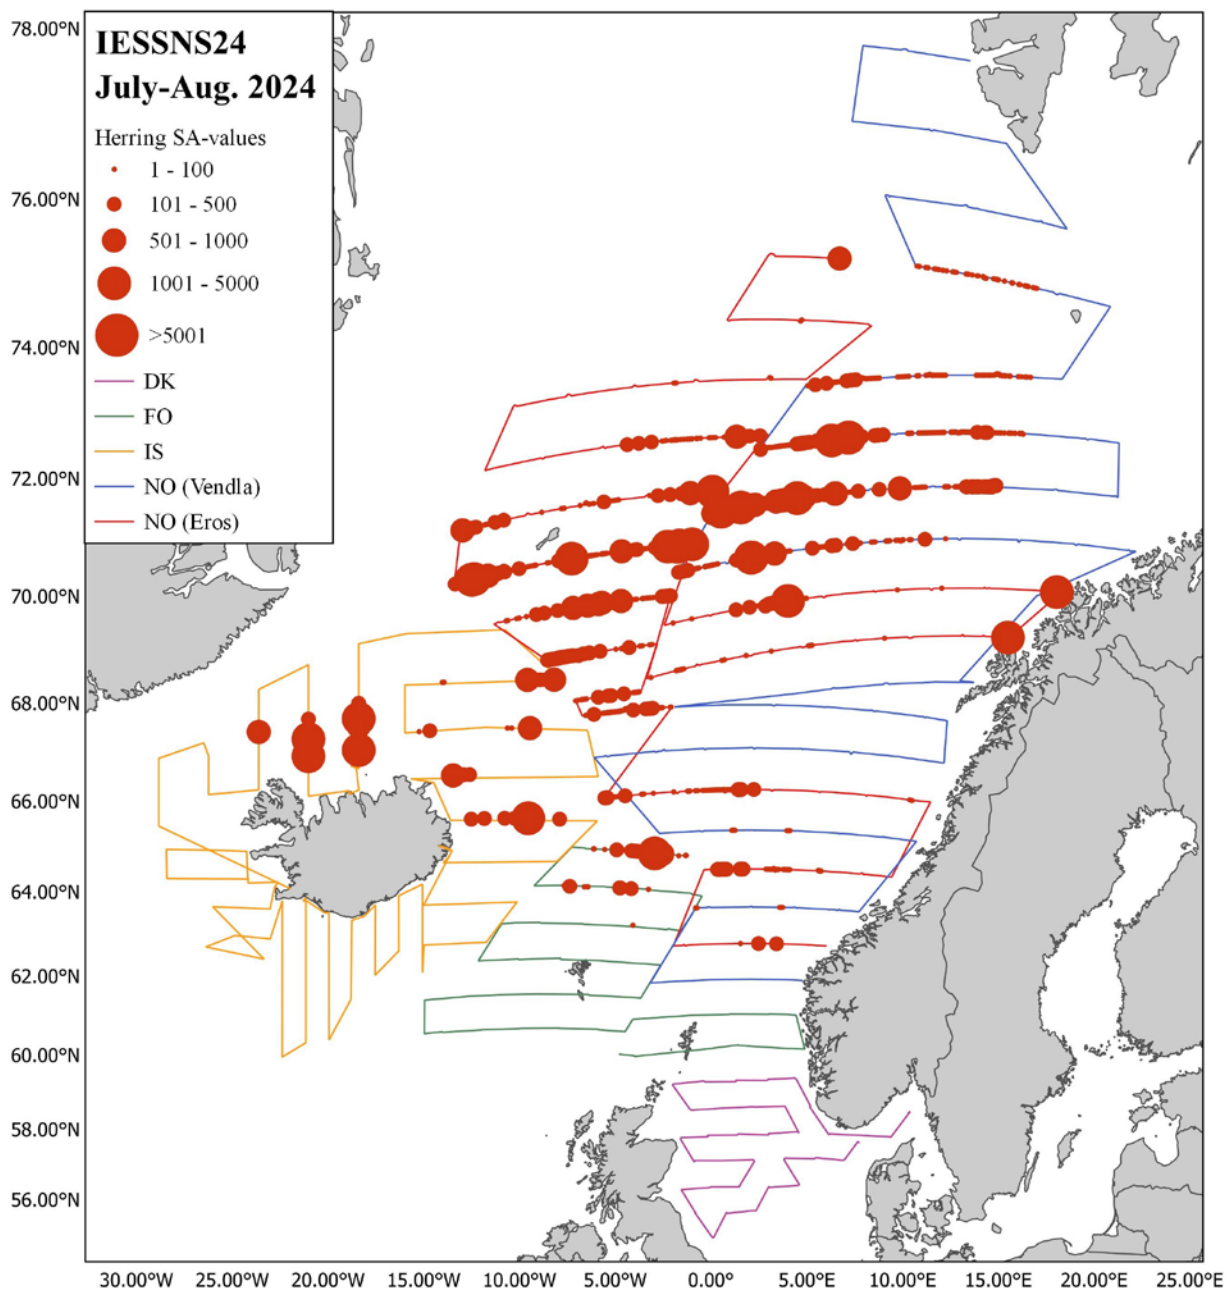 IESSNS24
July-Aug. 2024
Herring SA-values
1 - 100
101 - 500
501 - 1000
1001 - 5000
>5001
DK
FO
IS
NO (Vendla)
NO (Eros)
78.00°N
76.00°N
74.00°N
72.00°N
70.00°N
68.00°N
66.00°N
64.00°N
62.00°N
60.00°N
58.00°N
56.00°N
30.00°W 25.00°W 20.00°W 15.00°W 10.00°W 5.00°W 0.00° 5.00°E 10.00°E 15.00°E 20.00°E 25.00°E